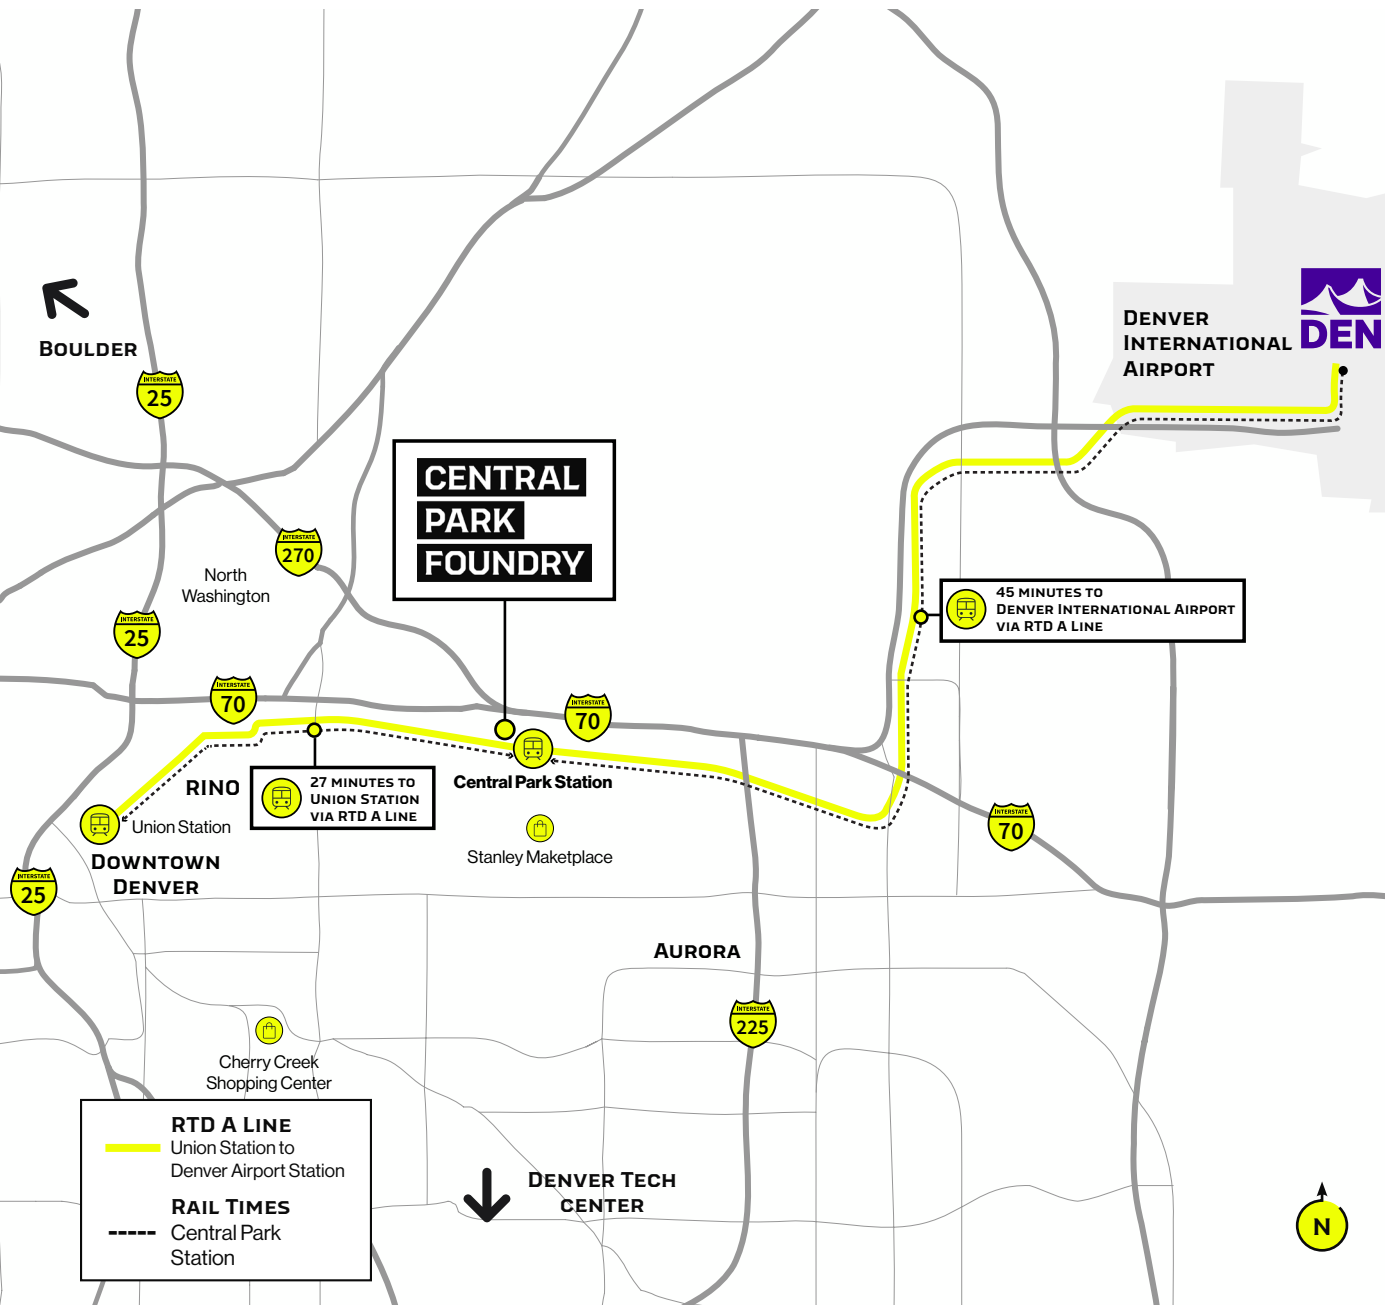 BOULDER
INTERSTATE
25
DENVER
INTERNATIONAL
AIRPORT
DEN
CENTRAL
PARK
FOUNDRY
INTERSTATE
270
North
Washington
INTERSTATE
25
45 MINUTES TO
DENVER INTERNATIONAL AIRPORT
VIA RTD A LINE
INTERSTATE
70
INTERSTATE
70
Central Park Station
RINO
27 MINUTES TO
UNION STATION
VIA RTD A LINE
Union Station
DOWNTOWN
DENVER
Stanley Maketplace
INTERSTATE
70
INTERSTATE
25
AURORA
INTERSTATE
225
Cherry Creek
Shopping Center
RTD A LINE
Union Station to
Denver Airport Station
RAIL TIMES
Central Park
Station
DENVER TECH
CENTER
N